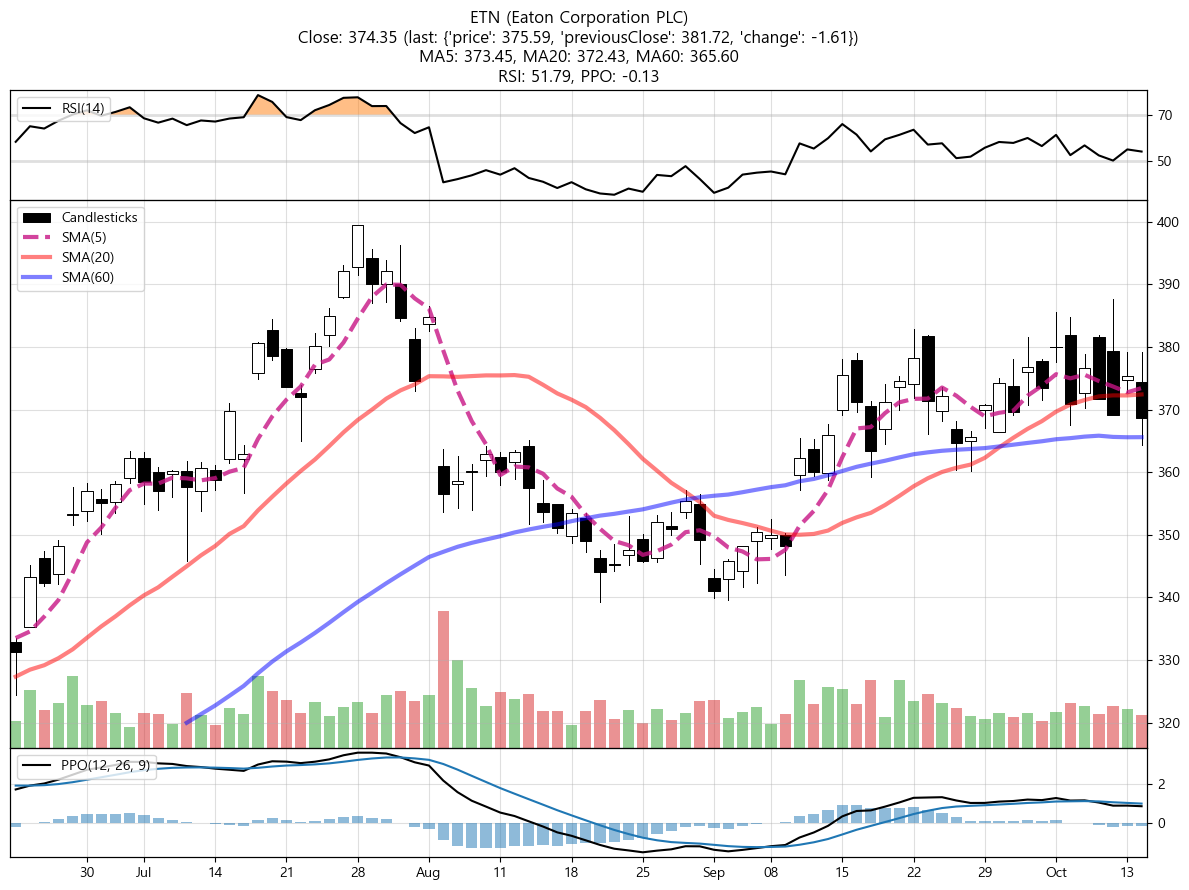 ETN (Eaton Corporation PLC)
Close: 374.35 (last: {'price': 375.59, 'previousClose': 381.72, 'change': -1.61})
MA5: 373.45, MA20: 372.43, MA60: 365.60
RSI: 51.79, PPO: -0.13
RSI(14)
70
50
Candlesticks
SMA(5)
SMA(20)
SMA(60)
400
390
380
370
360
350
340
330
320
PPO(12, 26, 9)
2
0
30 Jul 14 21 28 Aug 11 18 25 Sep 08 15 22 29 Oct 13